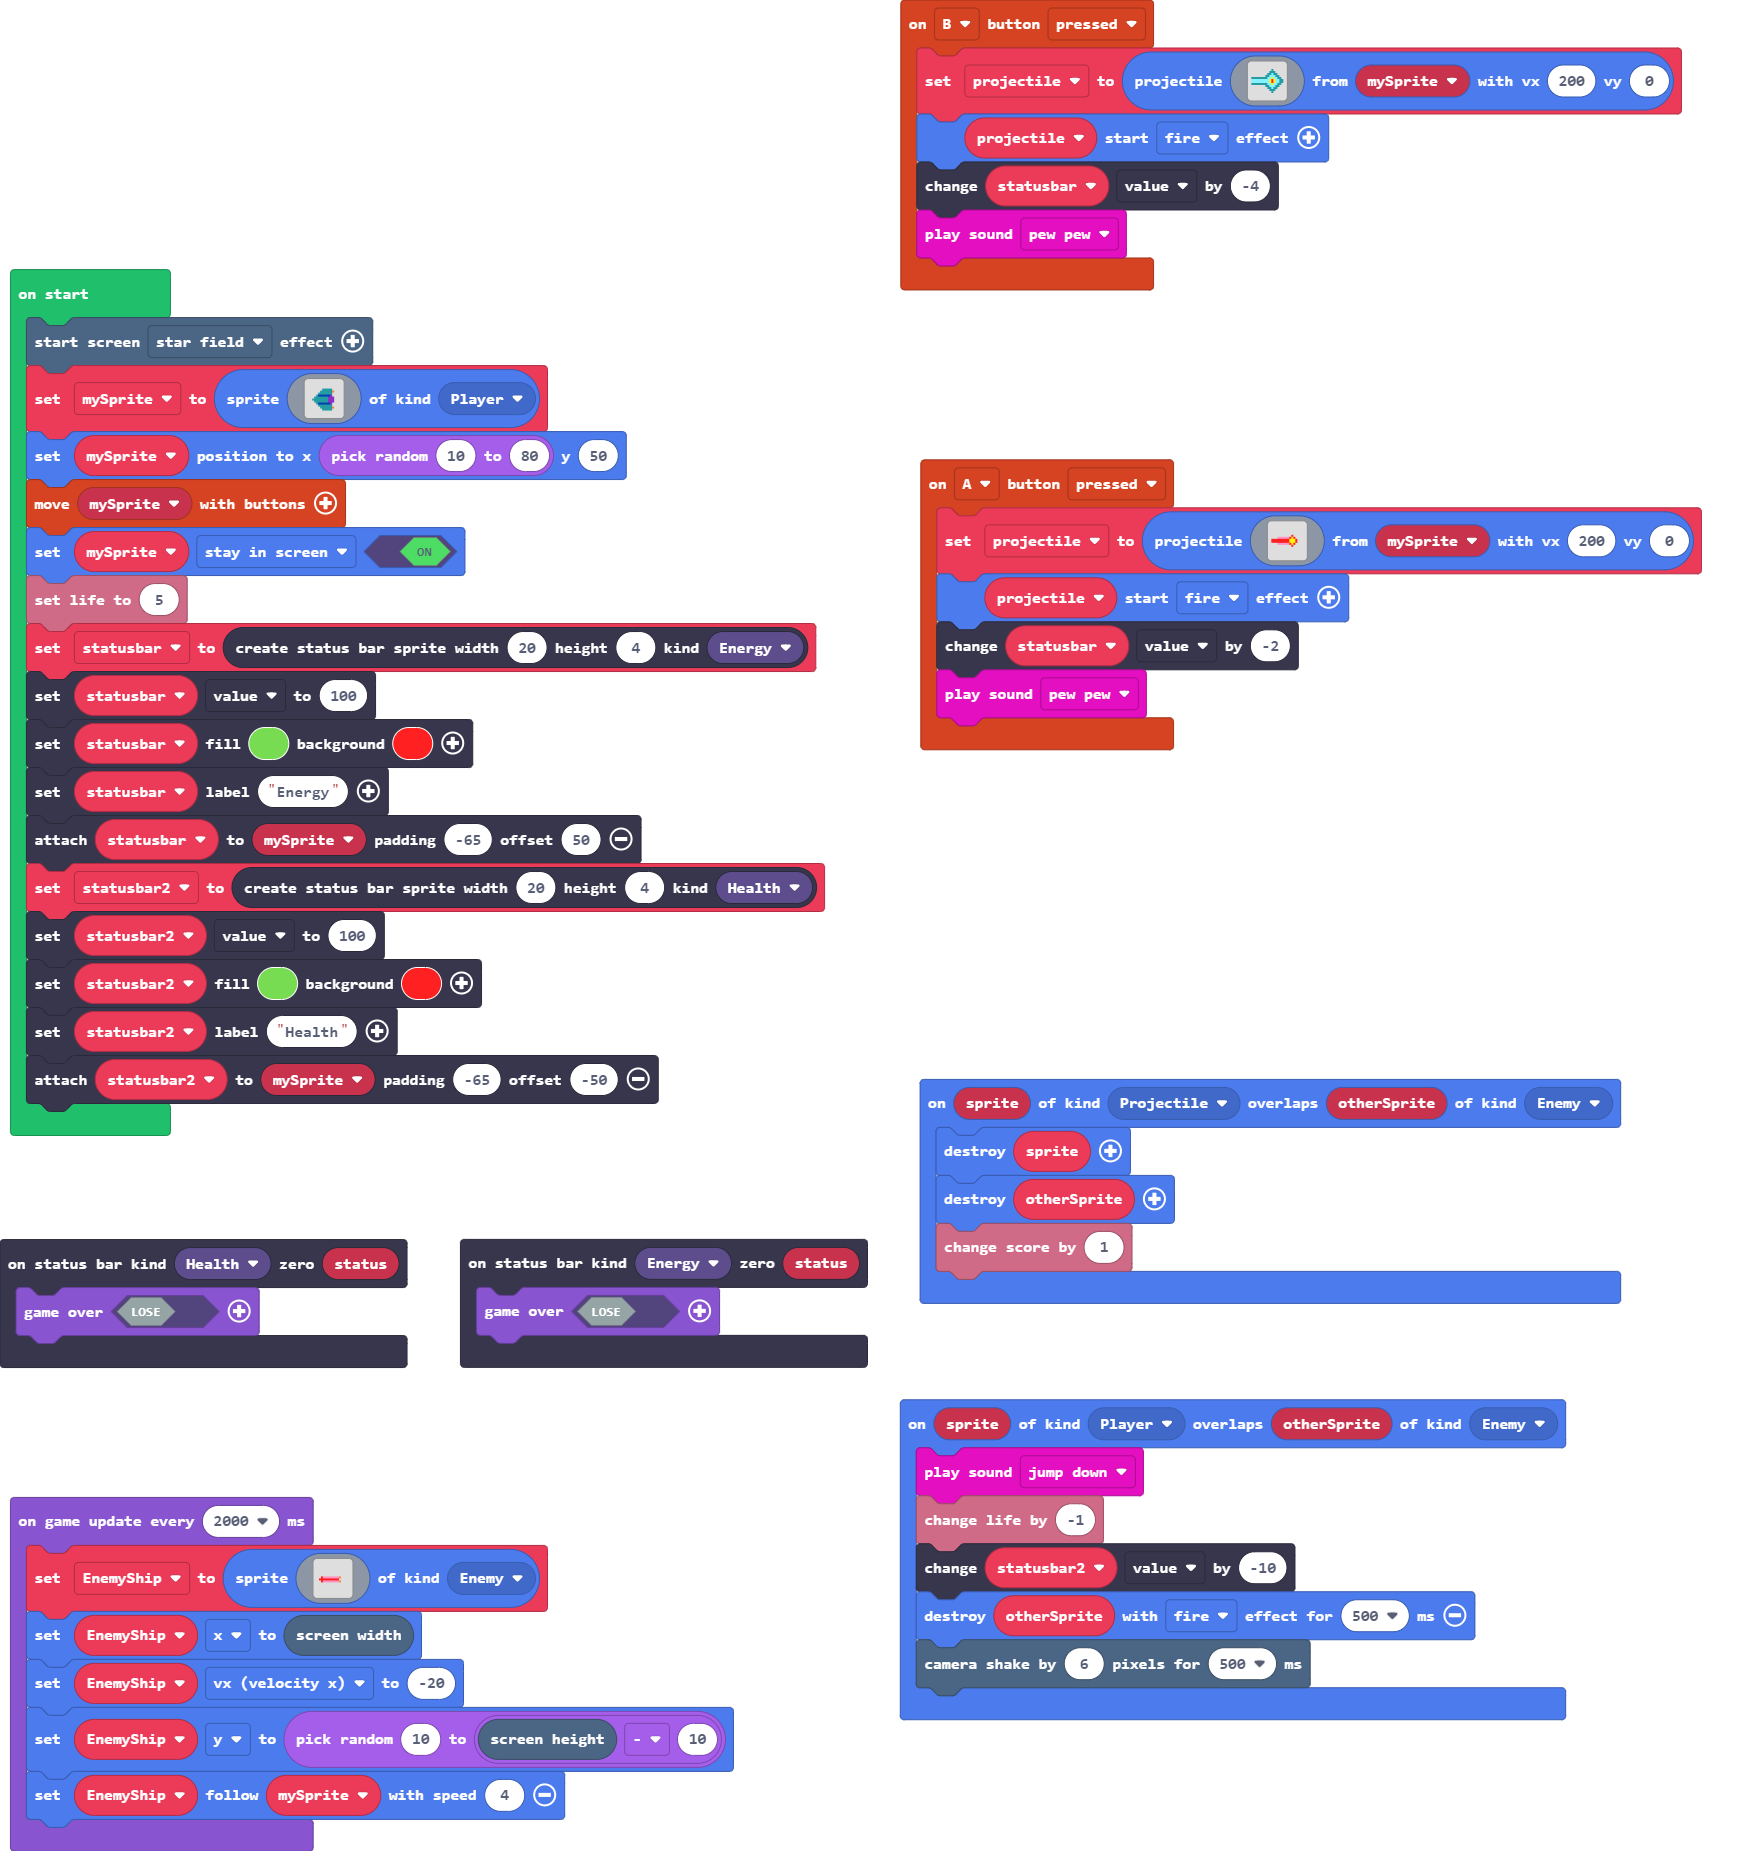 on start
start screen star field effect
set mySprite to sprite of kind Player
set mySprite position to x pick random 10 to 80 y 50
move mySprite with buttons
set mySprite stay in screen ON
set life to 5
set statusbar to create status bar sprite width 20 height 4 kind Energy
set statusbar value to 100
set statusbar fill background
set statusbar label "Energy"
attach statusbar to mySprite padding -65 offset 50
set statusbar2 to create status bar sprite width 20 height 4 kind Health
set statusbar2 value to 100
set statusbar2 fill background
set statusbar2 label "Health"
attach statusbar2 to mySprite padding -65 offset -50
on status bar kind Health zero status
game over LOSE
on status bar kind Energy zero status
game over LOSE
on game update every 2000 ms
set EnemyShip to sprite of kind Enemy
set EnemyShip x to screen width
set EnemyShip vx (velocity x) to -20
set EnemyShip y to pick random 10 to screen height - 10
set EnemyShip follow mySprite with speed 4
on B button pressed
set projectile to projectile from mySprite with vx 200 vy 0
projectile start fire effect
change statusbar value by -4
play sound pew pew
on A button pressed
set projectile to projectile from mySprite with vx 200 vy 0
projectile start fire effect
change statusbar value by -2
play sound pew pew
on sprite of kind Projectile overlaps otherSprite of kind Enemy
destroy sprite
destroy otherSprite
change score by 1
on sprite of kind Player overlaps otherSprite of kind Enemy
play sound jump down
change life by -1
change statusbar2 value by -10
destroy otherSprite with fire effect for 500 ms
camera shake by 6 pixels for 500 ms